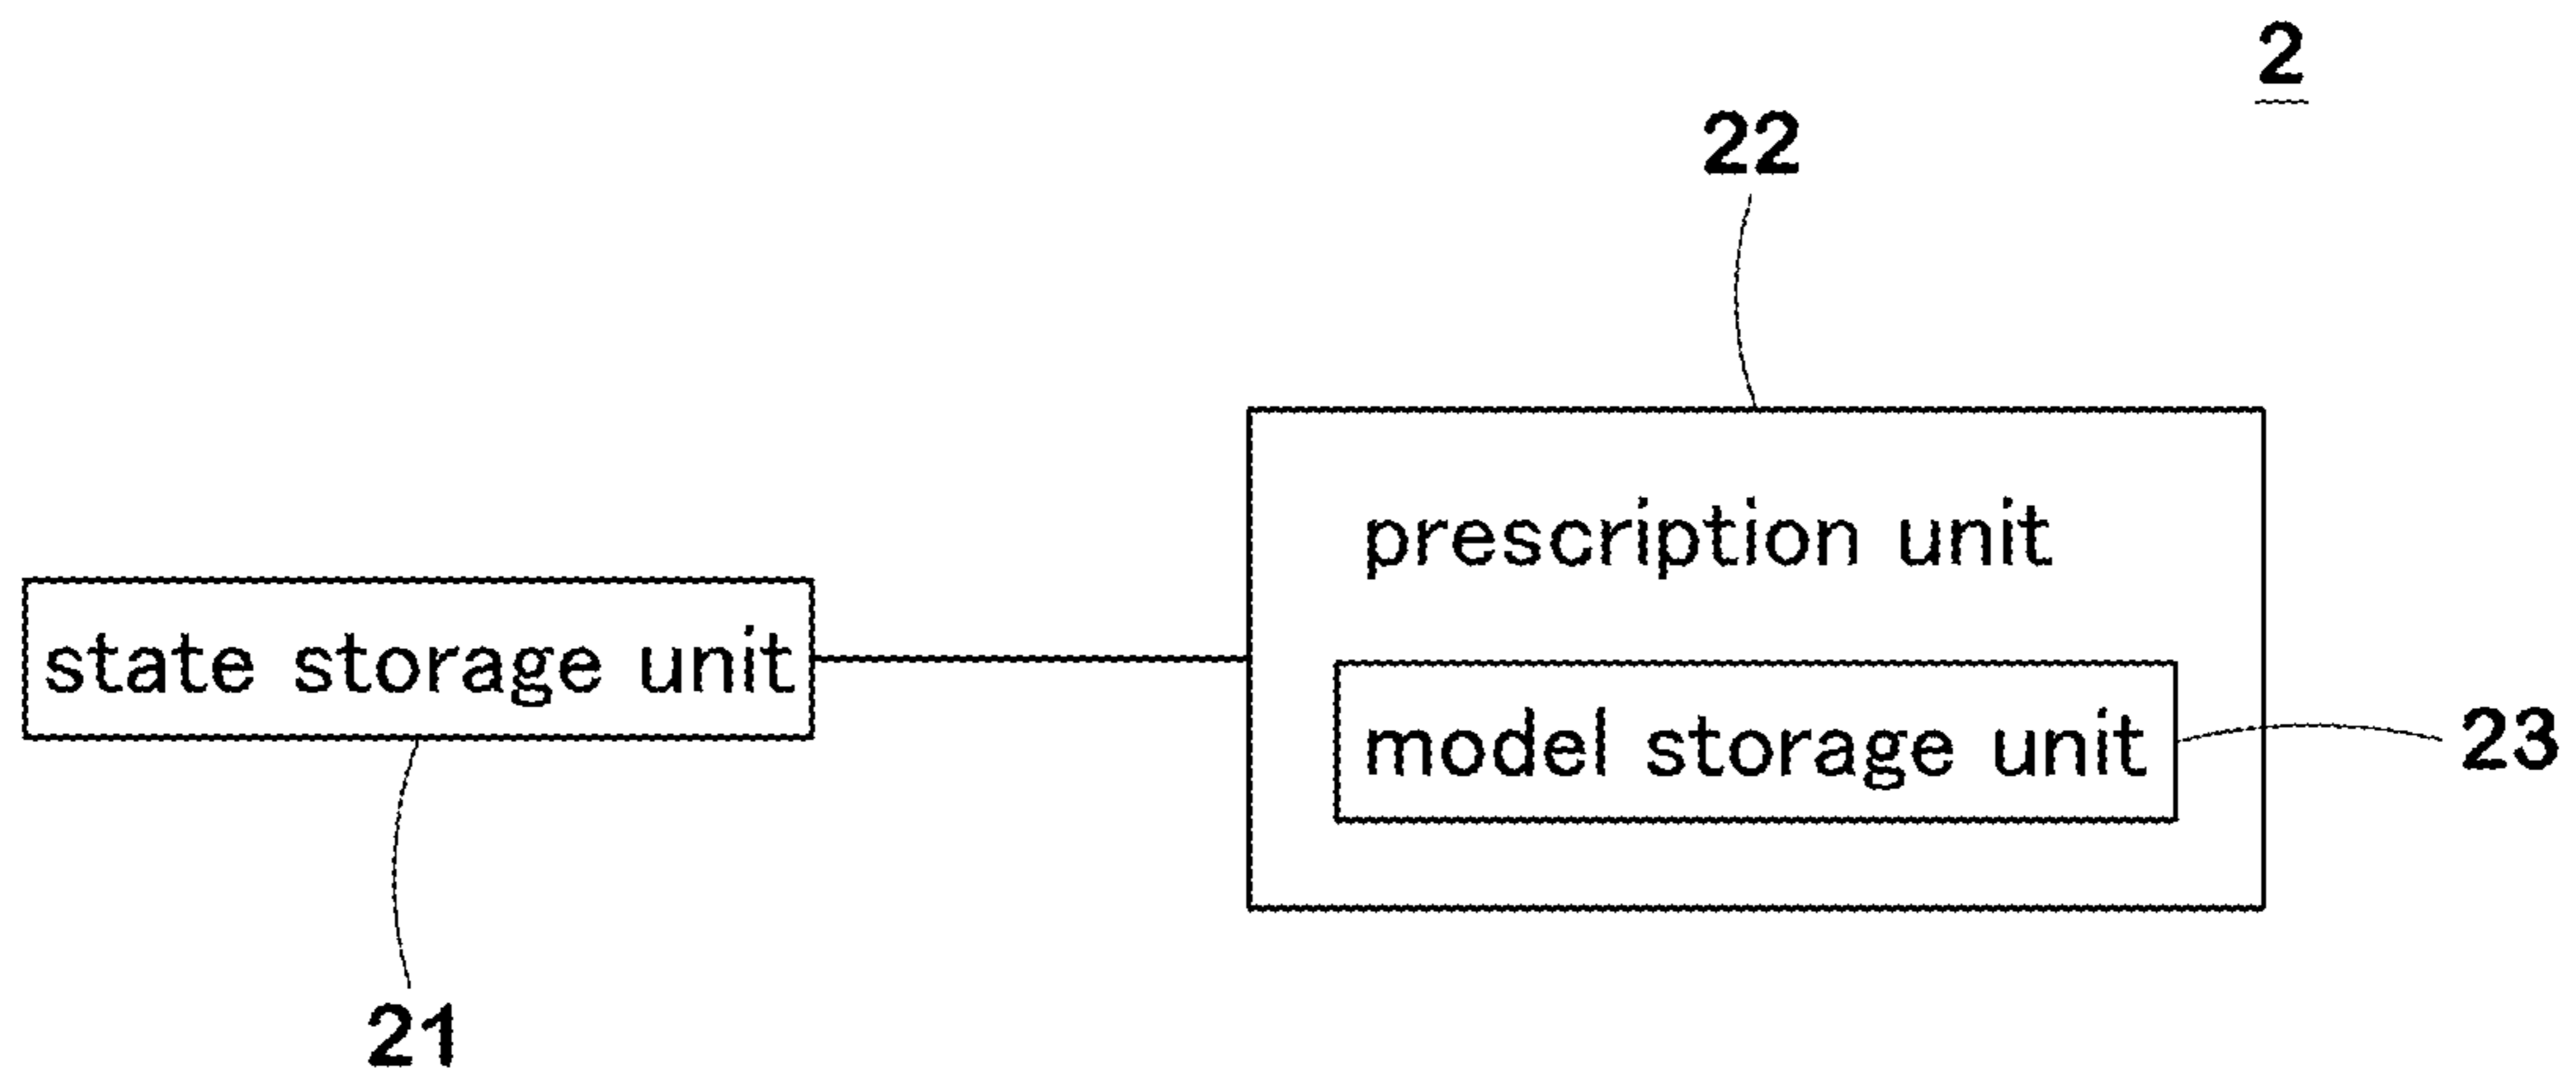 2
22
prescription unit
state storage unit
model storage unit
23
21